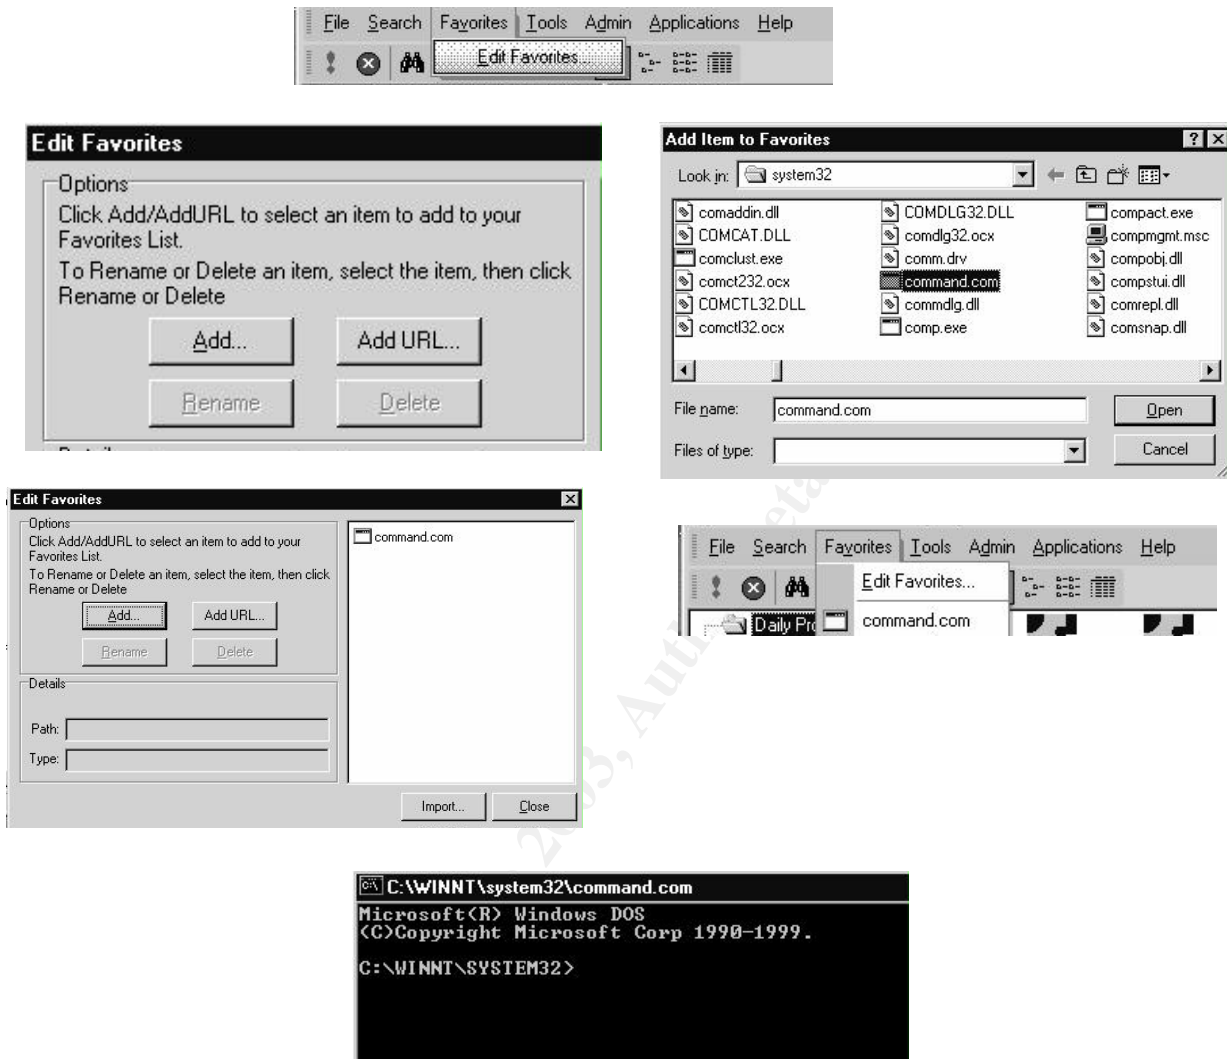 File Search Favorites Tools Admin Applications Help
Edit Favorites...
Edit Favorites
Options
Click Add/AddURL to select an item to add to your
Favorites List.
To Rename or Delete an item, select the item, then click
Rename or Delete
Add... Add URL...
Rename Delete
Add Item to Favorites
Look in: system32
comaddin.dll COMDLG32.DLL compact.exe
COMCAT.DLL comdlg32.ocx compmgmt.msc
comclust.exe comm.drv compobj.dll
comct232.ocx command.com compstui.dll
COMCTL32.DLL commdlg.dll comrepl.dll
comctl32.ocx comp.exe comsnap.dll
File name: command.com Open
Files of type: Cancel
Edit Favorites
Options
Click Add/AddURL to select an item to add to your
Favorites List.
To Rename or Delete an item, select the item, then click
Rename or Delete
Add... Add URL...
Rename Delete
Details
Path:
Type:
command.com
Import... Close
File Search Favorites Tools Admin Applications Help
Edit Favorites...
Daily command.com
C:\WINNT\system32\command.com
Microsoft(R) Windows DOS
(C)Copyright Microsoft Corp 1990-1999.
C:\WINNT\SYSTEM32>